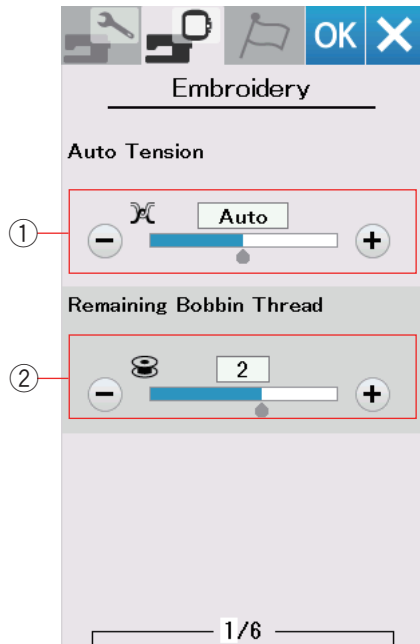 OK
Embroidery
Auto Tension
① Auto
Remaining Bobbin Thread
② 2
1/6